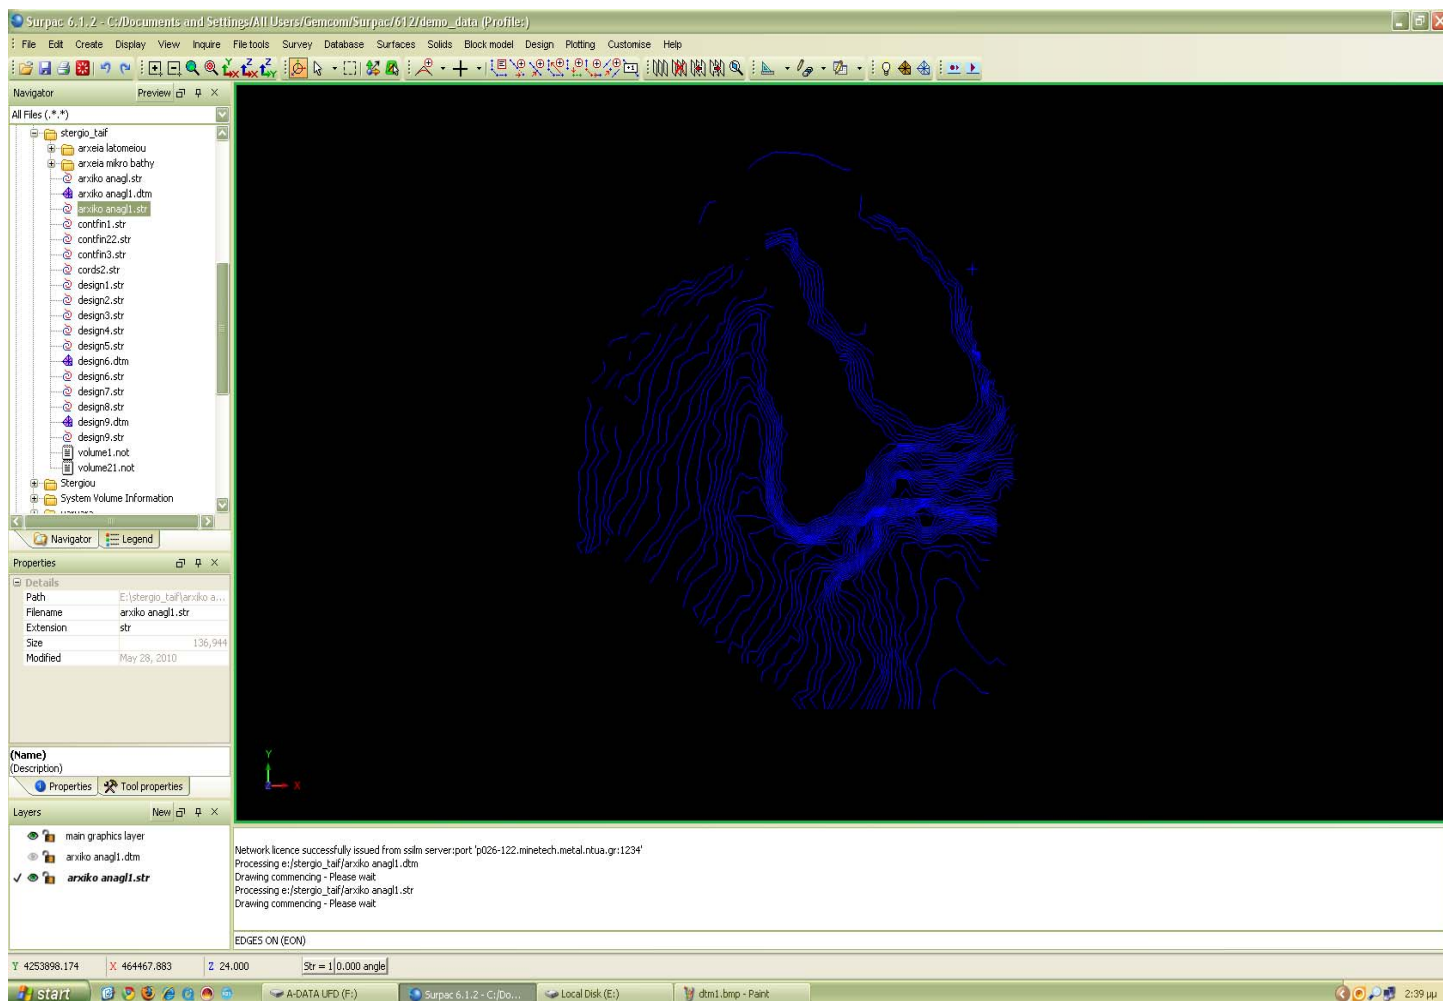 Surpac 6.1.2 - C:/Documents and Settings/All Users/Gemcom/Surpac/612/demo_data (Profile:)
File Edit Create Display View Inquire File tools Survey Database Surfaces Solids Block model Design Plotting Customise Help
Navigator Preview
All Files (.*.*)
stergio_taif
arxeia latomeiou
arxeia mikro bathy
arxiko anagl.str
arxiko anagl1.dtm
arxiko anagl1.str
contfin1.str
contfin22.str
contfin3.str
cords2.str
design1.str
design2.str
design3.str
design4.str
design5.str
design6.dtm
design6.str
design7.str
design8.str
design9.dtm
design9.str
volume1.not
volume21.not
Stergiou
System Volume Information
Navigator Legend
Properties
Details
Path E:\stergio_taif\arxiko a...
Filename arxiko anagl1.str
Extension str
Size 136,944
Modified May 28, 2010
(Name)
(Description)
Properties Tool properties
Layers New
main graphics layer
arxiko anagl1.dtm
arxiko anagl1.str
Y
Z X
Network licence successfully issued from sslm server:port 'p026-122.minetech.metal.ntua.gr:1234'
Processing e:/stergio_taif/arxiko anagl1.dtm
Drawing commencing - Please wait
Processing e:/stergio_taif/arxiko anagl1.str
Drawing commencing - Please wait
EDGES ON (EON)
Y 4253898.174 X 464467.883 Z 24.000 Str = 1 0.000 angle
start A-DATA UFD (F:) Surpac 6.1.2 - C:/Do... Local Disk (E:) dtm1.bmp - Paint 2:39 μμ